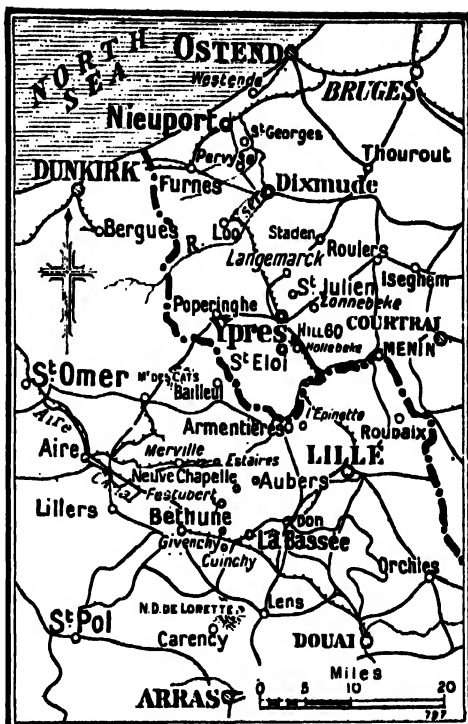 NORTH SEA
OSTEND
Westende
BRUGES
Nieuport
St Georges
Pervyse
Thourout
DUNKIRK
Furnes
Dixmude
Yser
Bergues
R.
Loo
Staden
Roulers
Langemarck
Iseghem
St Julien
Zonnebeke
Poperinghe
Ypres
HILL 60
COURTRAI
Hollebeke
MENIN
St Eloi
St Omer
Mt DES CATS
Bailleul
l'Epinette
Armentières
Roubaix
Aire
Aire
Merville
Estaires
LILLE
Neuve Chapelle
Aubers
Festubert
Lillers
Bethune
DON
La Bassée
Givenchy
Cuinchy
Orchies
Lens
N.D. DE LORETTE
St Pol
Carency
DOUAI
Miles
ARRAS
0 5 10 20